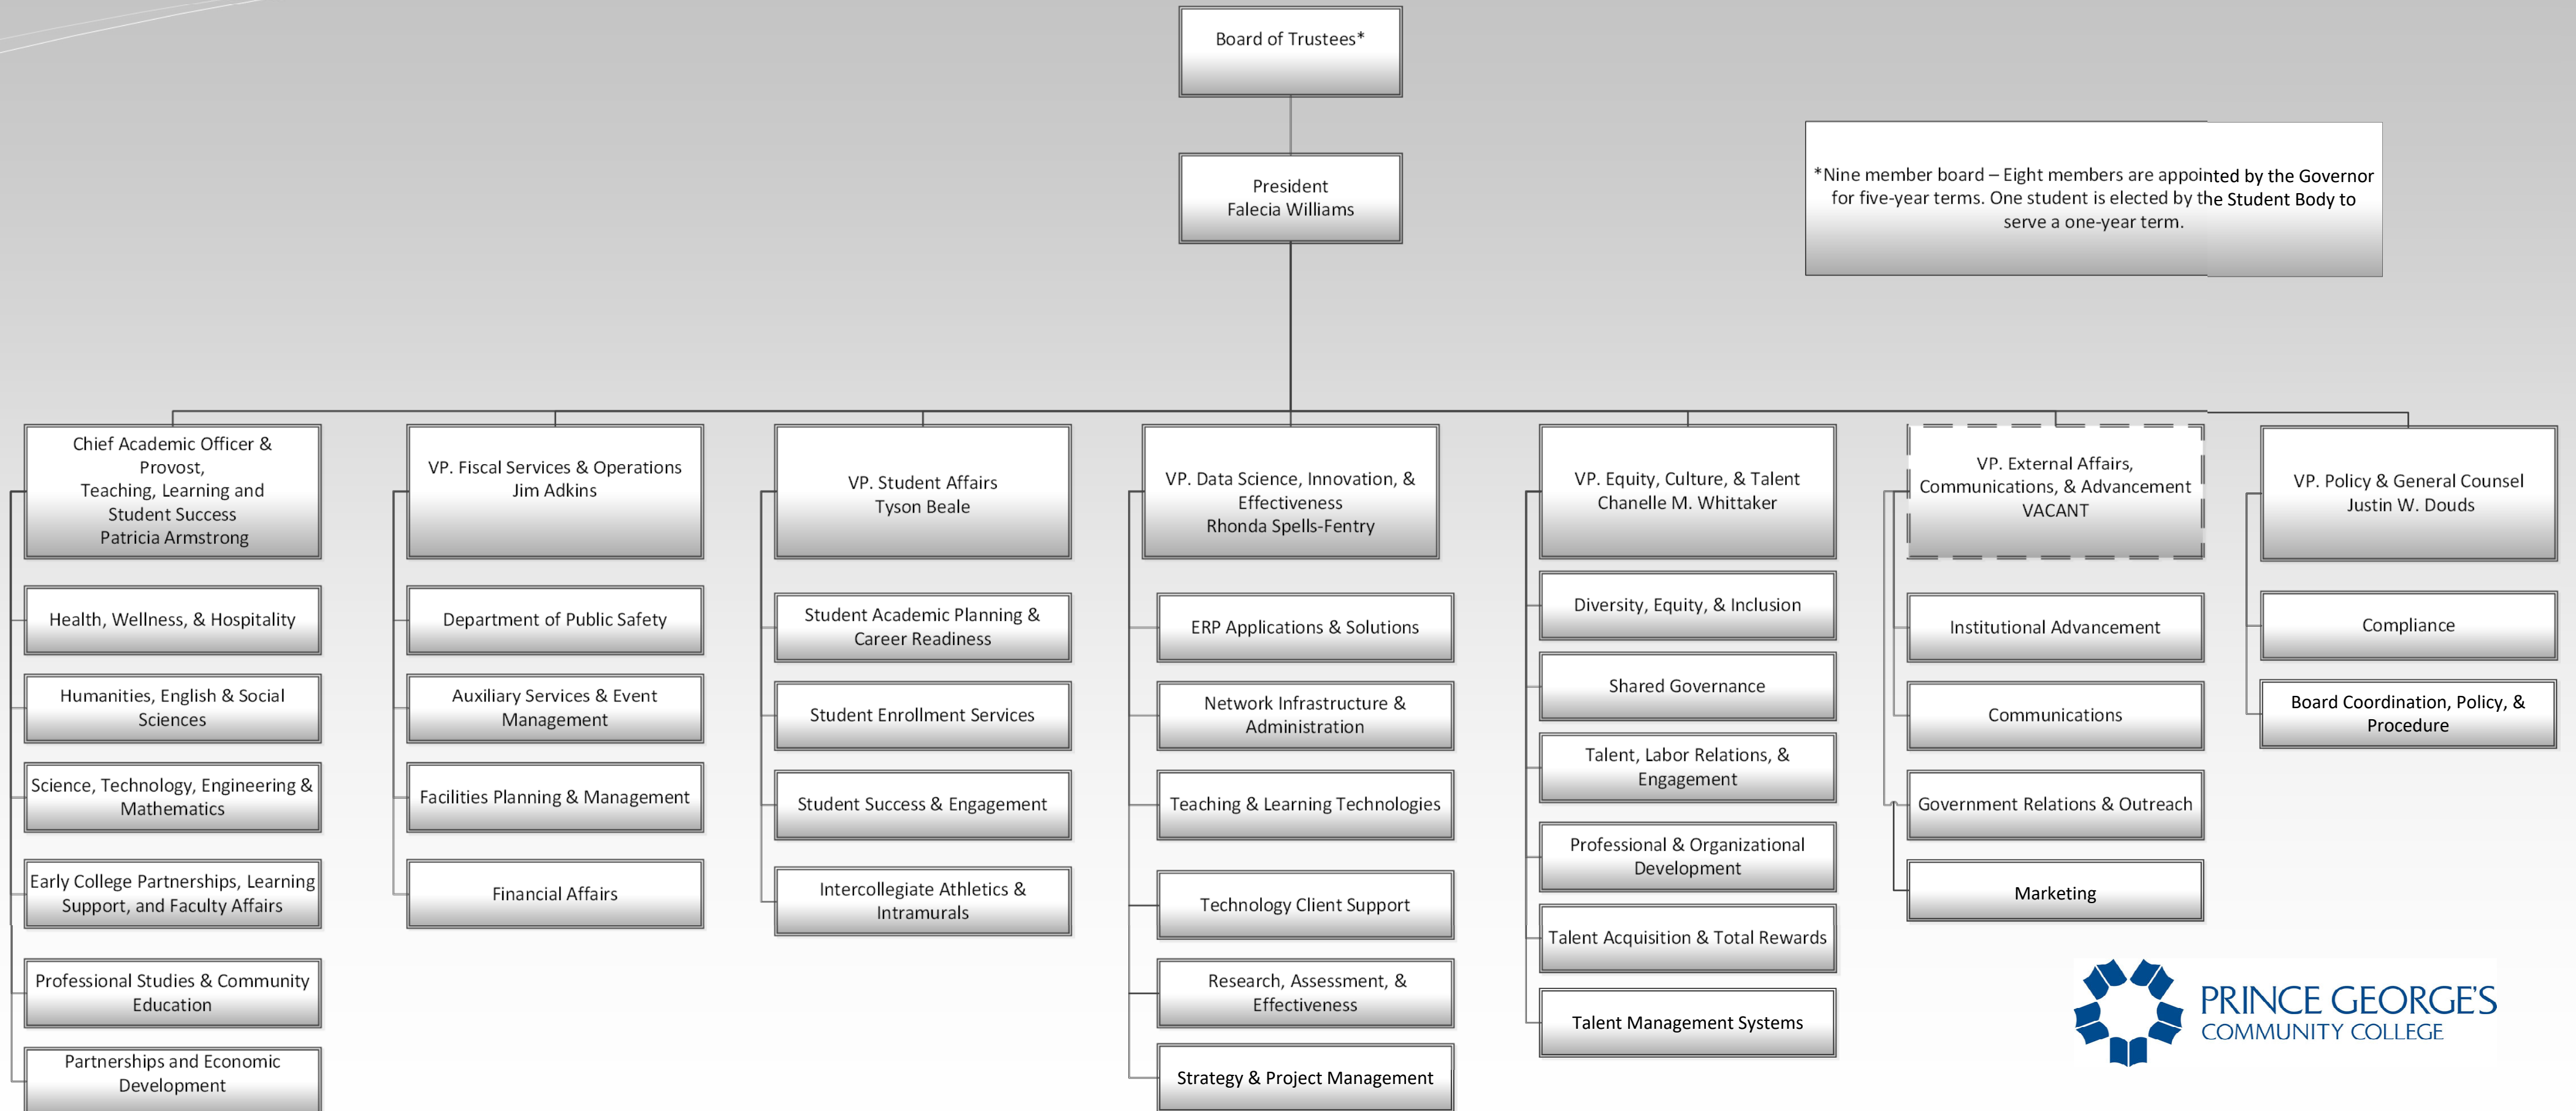 Board of Trustees*
President
Falecia Williams
*Nine member board – Eight members are appointed by the Governor
for five-year terms. One student is elected by the Student Body to
serve a one-year term.
Chief Academic Officer &
Provost,
Teaching, Learning and
Student Success
Patricia Armstrong
Health, Wellness, & Hospitality
Humanities, English & Social
Sciences
Science, Technology, Engineering &
Mathematics
Early College Partnerships, Learning
Support, and Faculty Affairs
Professional Studies & Community
Education
Partnerships and Economic
Development
VP. Fiscal Services & Operations
Jim Adkins
Department of Public Safety
Auxiliary Services & Event
Management
Facilities Planning & Management
Financial Affairs
VP. Student Affairs
Tyson Beale
Student Academic Planning &
Career Readiness
Student Enrollment Services
Student Success & Engagement
Intercollegiate Athletics &
Intramurals
VP. Data Science, Innovation, &
Effectiveness
Rhonda Spells-Fentry
ERP Applications & Solutions
Network Infrastructure &
Administration
Teaching & Learning Technologies
Technology Client Support
Research, Assessment, &
Effectiveness
Strategy & Project Management
VP. Equity, Culture, & Talent
Chanelle M. Whittaker
Diversity, Equity, & Inclusion
Shared Governance
Talent, Labor Relations, &
Engagement
Professional & Organizational
Development
Talent Acquisition & Total Rewards
Talent Management Systems
VP. External Affairs,
Communications, & Advancement
VACANT
Institutional Advancement
Communications
Government Relations & Outreach
Marketing
VP. Policy & General Counsel
Justin W. Douds
Compliance
Board Coordination, Policy, &
Procedure
PRINCE GEORGE'S
COMMUNITY COLLEGE